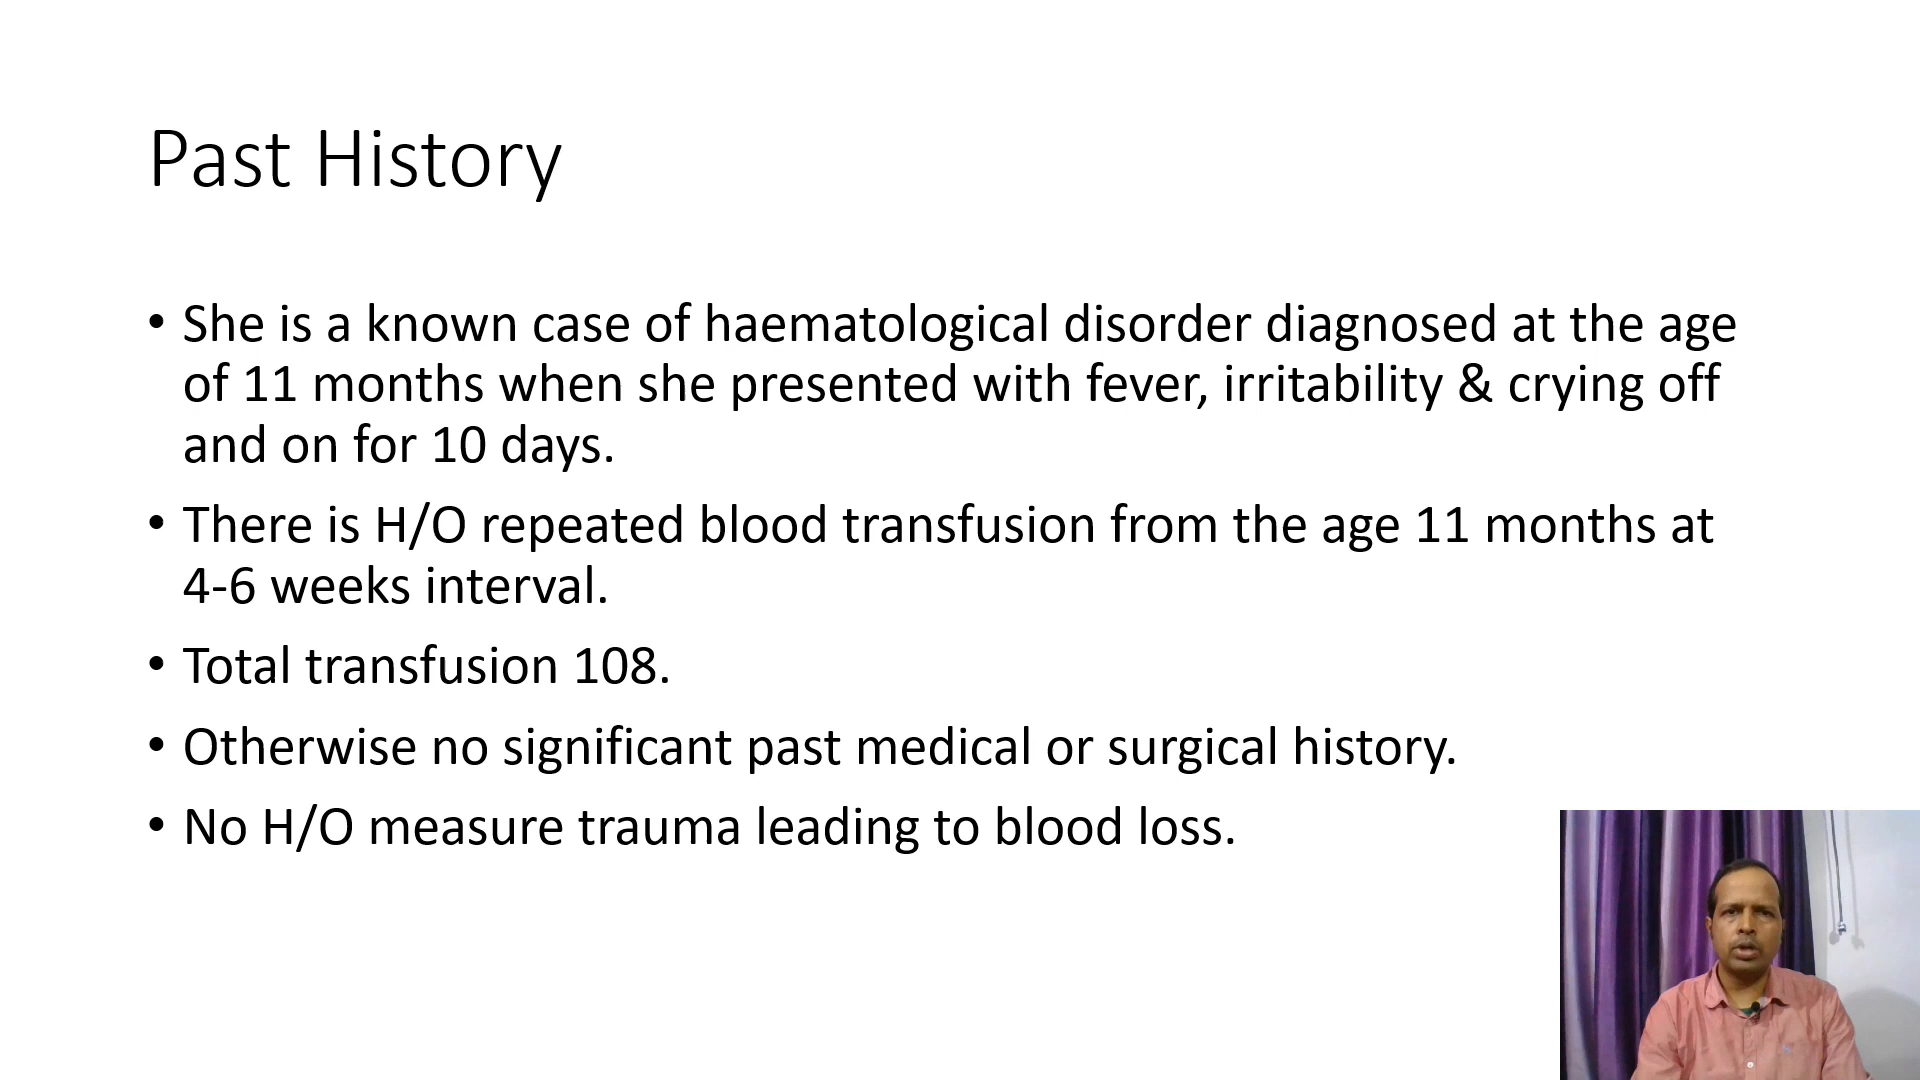 Past History
• She is a known case of haematological disorder diagnosed at the age
of 11 months when she presented with fever, irritability & crying off
and on for 10 days.
• There is H/O repeated blood transfusion from the age 11 months at
4-6 weeks interval.
• Total transfusion 108.
• Otherwise no significant past medical or surgical history.
• No H/O measure trauma leading to blood loss.